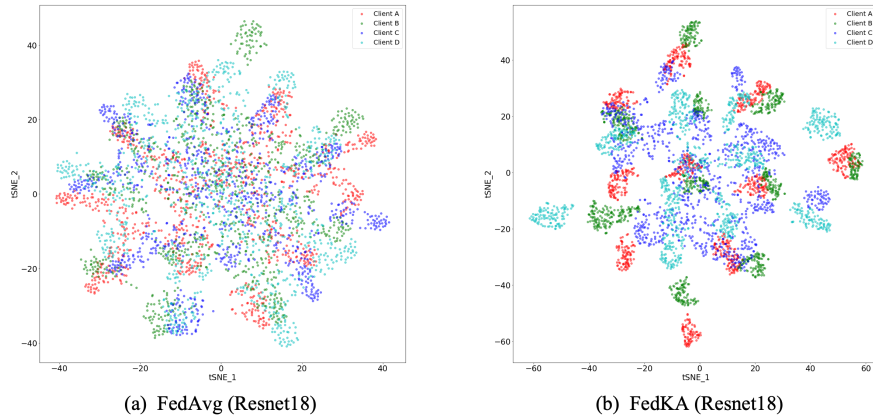 Client A
Client B
Client C
Client D
40
20
0
−20
−40
tSNE_2
−40
−20
0
20
40
tSNE_1
(a) FedAvg (Resnet18)
Client A
Client B
Client C
Client D
40
20
0
−20
−40
−60
tSNE_2
−60
−40
−20
0
20
40
60
tSNE_1
(b) FedKA (Resnet18)